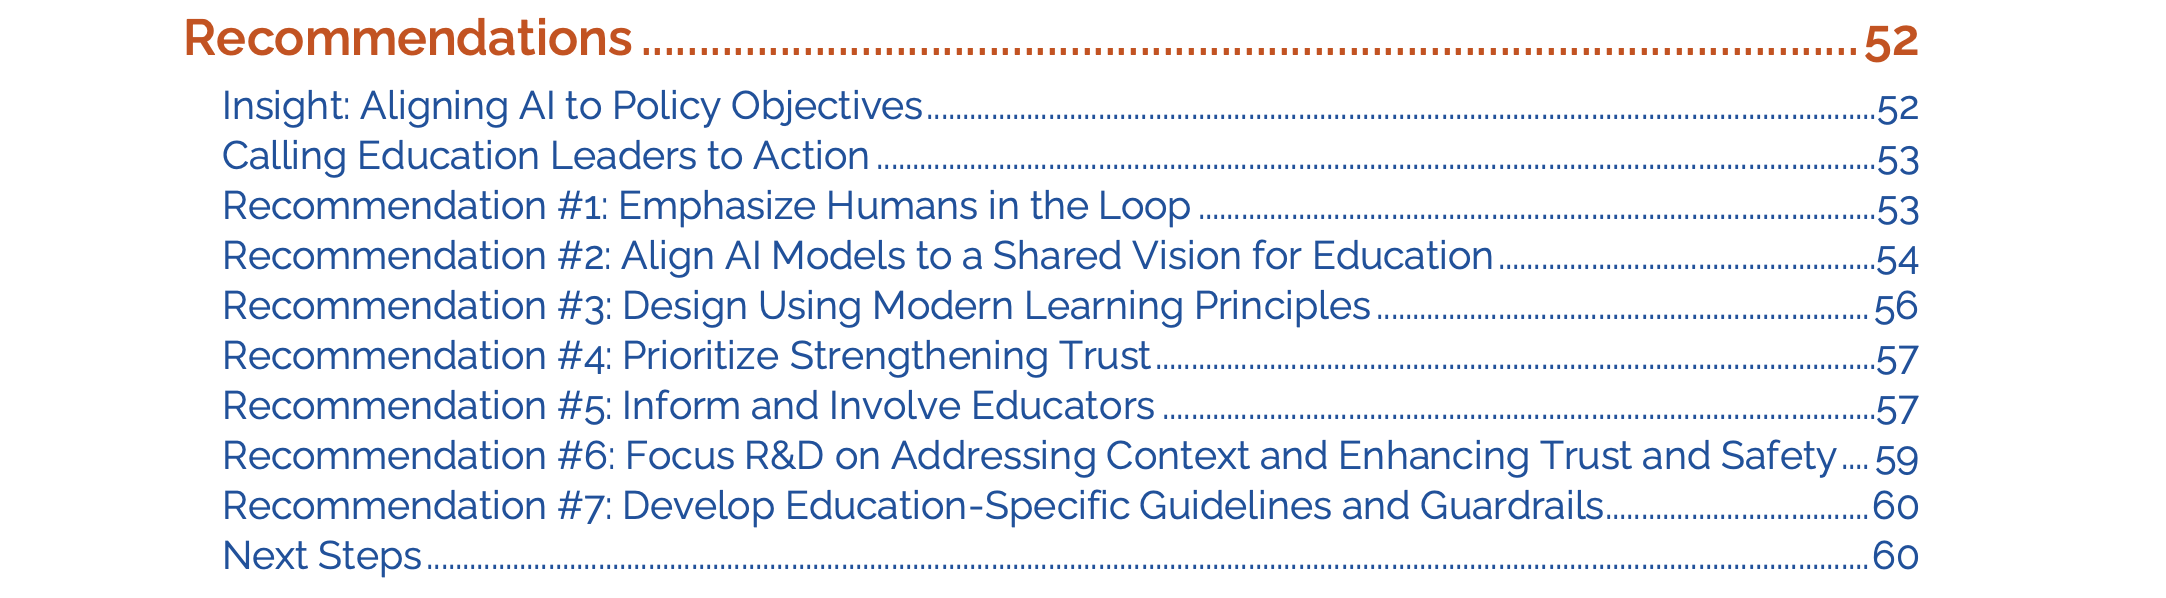 Recommendations ........ 52
Insight: Aligning AI to Policy Objectives ........ 52
Calling Education Leaders to Action ........ 53
Recommendation #1: Emphasize Humans in the Loop ........ 53
Recommendation #2: Align AI Models to a Shared Vision for Education ........ 54
Recommendation #3: Design Using Modern Learning Principles ........ 56
Recommendation #4: Prioritize Strengthening Trust ........ 57
Recommendation #5: Inform and Involve Educators ........ 57
Recommendation #6: Focus R&D on Addressing Context and Enhancing Trust and Safety .... 59
Recommendation #7: Develop Education-Specific Guidelines and Guardrails ........ 60
Next Steps ........ 60